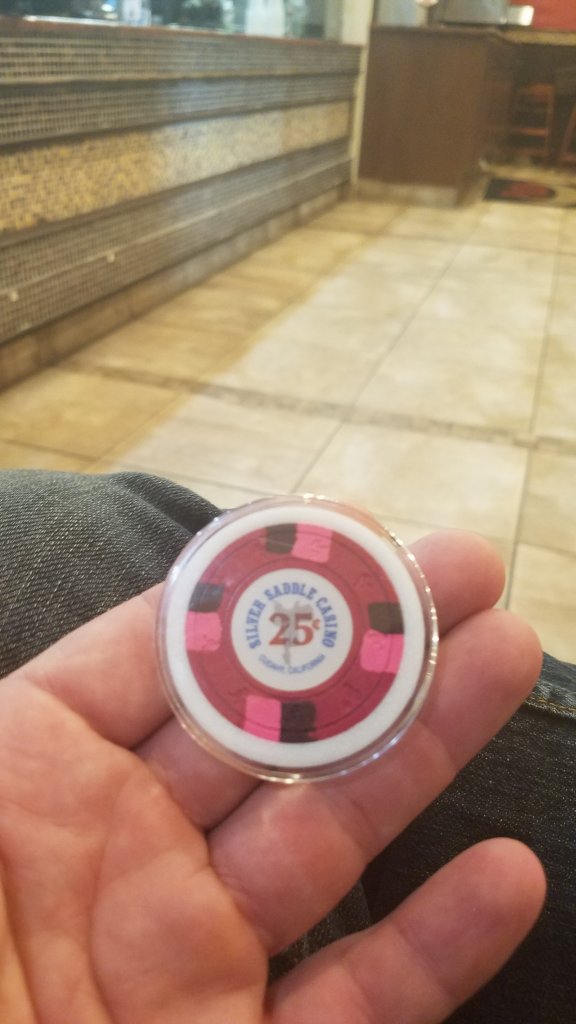 SILVER SADDLE CASINO
25¢
CUDAHY, CALIFORNIA